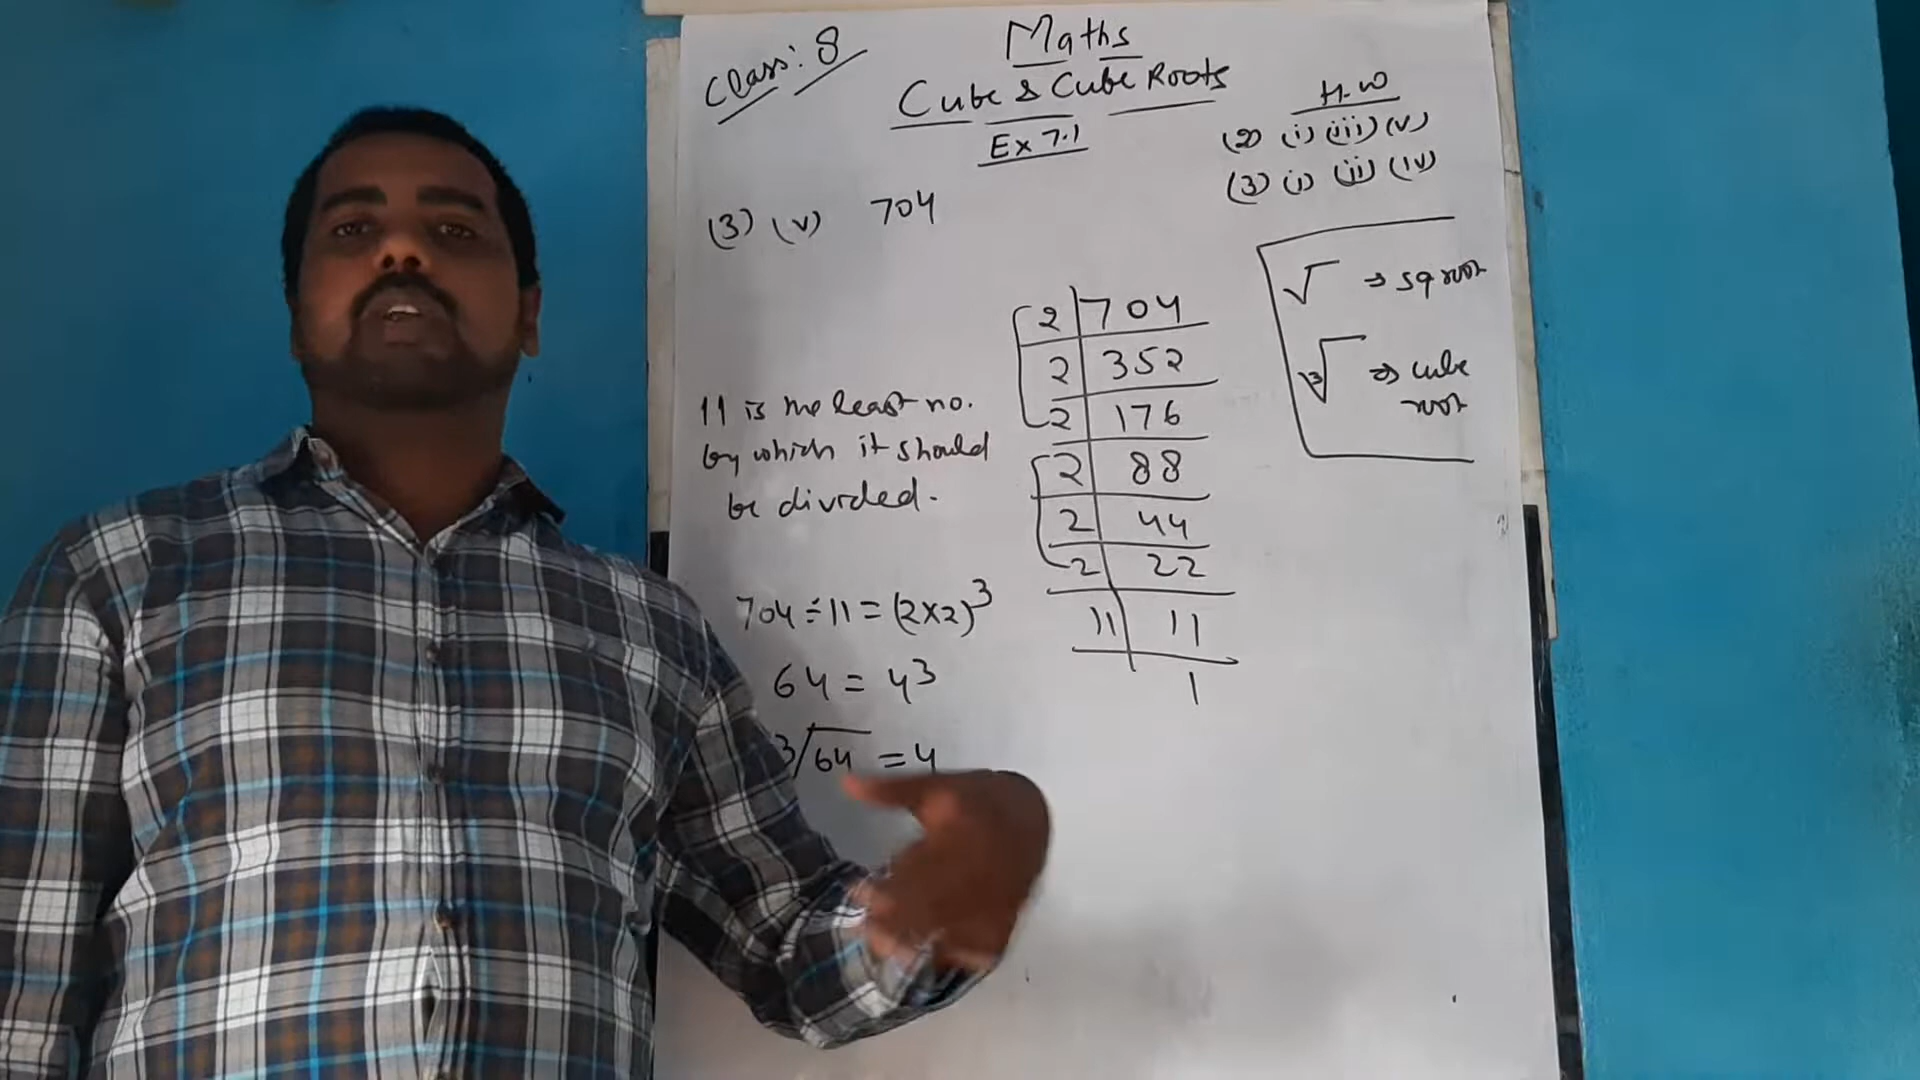 Class: 8
Maths
Cube & Cube Roots
Ex 7.1
H.W
(2) (i) (iii) (v)
(3) (i) (ii) (iv)
(3) (v) 704
√ ⇒ sq root
∛ ⇒ cube
root
2 | 704
2 | 352
2 | 176
2 | 88
2 | 44
2 | 22
11 | 11
1
11 is the least no.
by which it should
be divided.
704 ÷ 11 = (2×2)³
64 = 4³
3√64 = 4